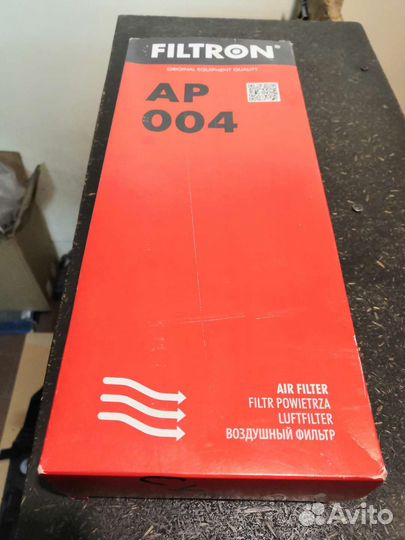 FILTRON®
ORIGINAL EQUIPMENT QUALITY
AP
004
AIR FILTER
FILTR POWIETRZA
LUFTFILTER
ВОЗДУШНЫЙ ФИЛЬТР
Avito